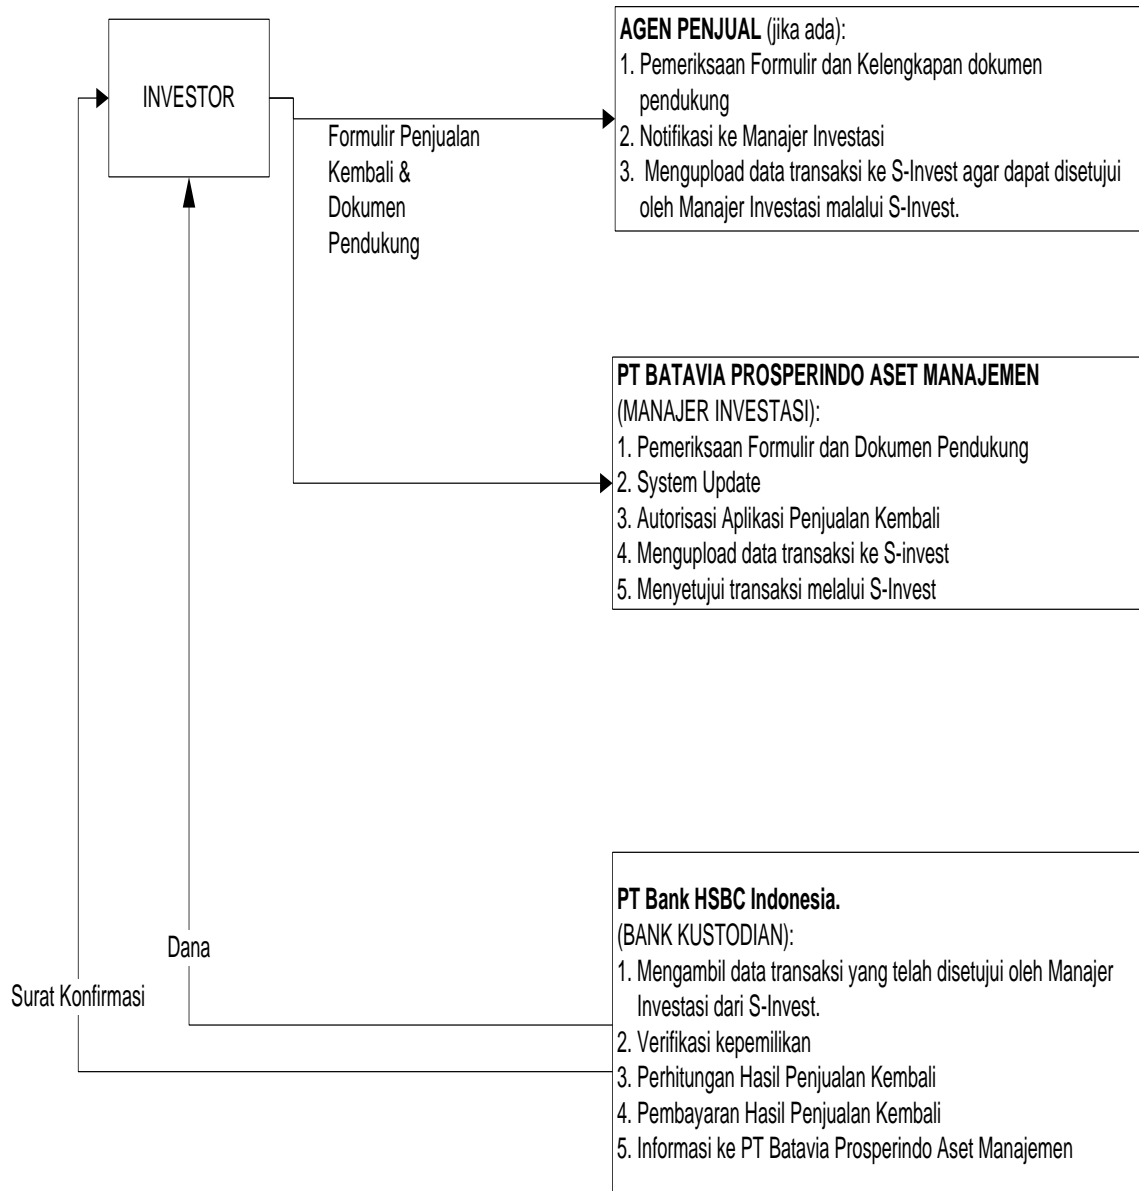 INVESTOR
Formulir Penjualan
Kembali &
Dokumen
Pendukung
AGEN PENJUAL (jika ada):
1. Pemeriksaan Formulir dan Kelengkapan dokumen
pendukung
2. Notifikasi ke Manajer Investasi
3. Mengupload data transaksi ke S-Invest agar dapat disetujui
oleh Manajer Investasi malalui S-Invest.
PT BATAVIA PROSPERINDO ASET MANAJEMEN
(MANAJER INVESTASI):
1. Pemeriksaan Formulir dan Dokumen Pendukung
2. System Update
3. Autorisasi Aplikasi Penjualan Kembali
4. Mengupload data transaksi ke S-invest
5. Menyetujui transaksi melalui S-Invest
Dana
Surat Konfirmasi
PT Bank HSBC Indonesia.
(BANK KUSTODIAN):
1. Mengambil data transaksi yang telah disetujui oleh Manajer
Investasi dari S-Invest.
2. Verifikasi kepemilikan
3. Perhitungan Hasil Penjualan Kembali
4. Pembayaran Hasil Penjualan Kembali
5. Informasi ke PT Batavia Prosperindo Aset Manajemen